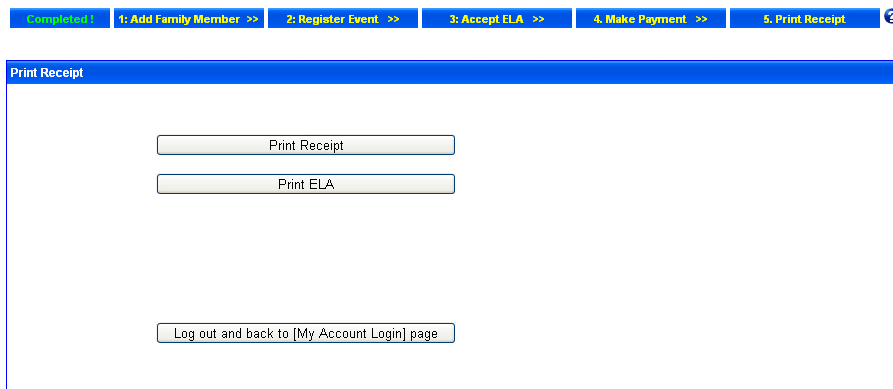 Completed ! 1: Add Family Member >> 2: Register Event >> 3: Accept ELA >> 4. Make Payment >> 5. Print Receipt ?
Print Receipt
Print Receipt
Print ELA
Log out and back to [My Account Login] page